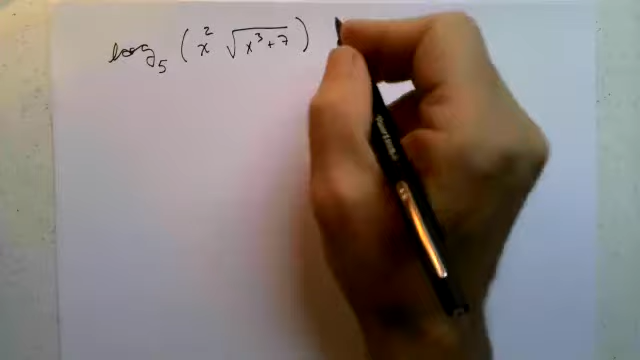 log₅ (x² √(x³+7))